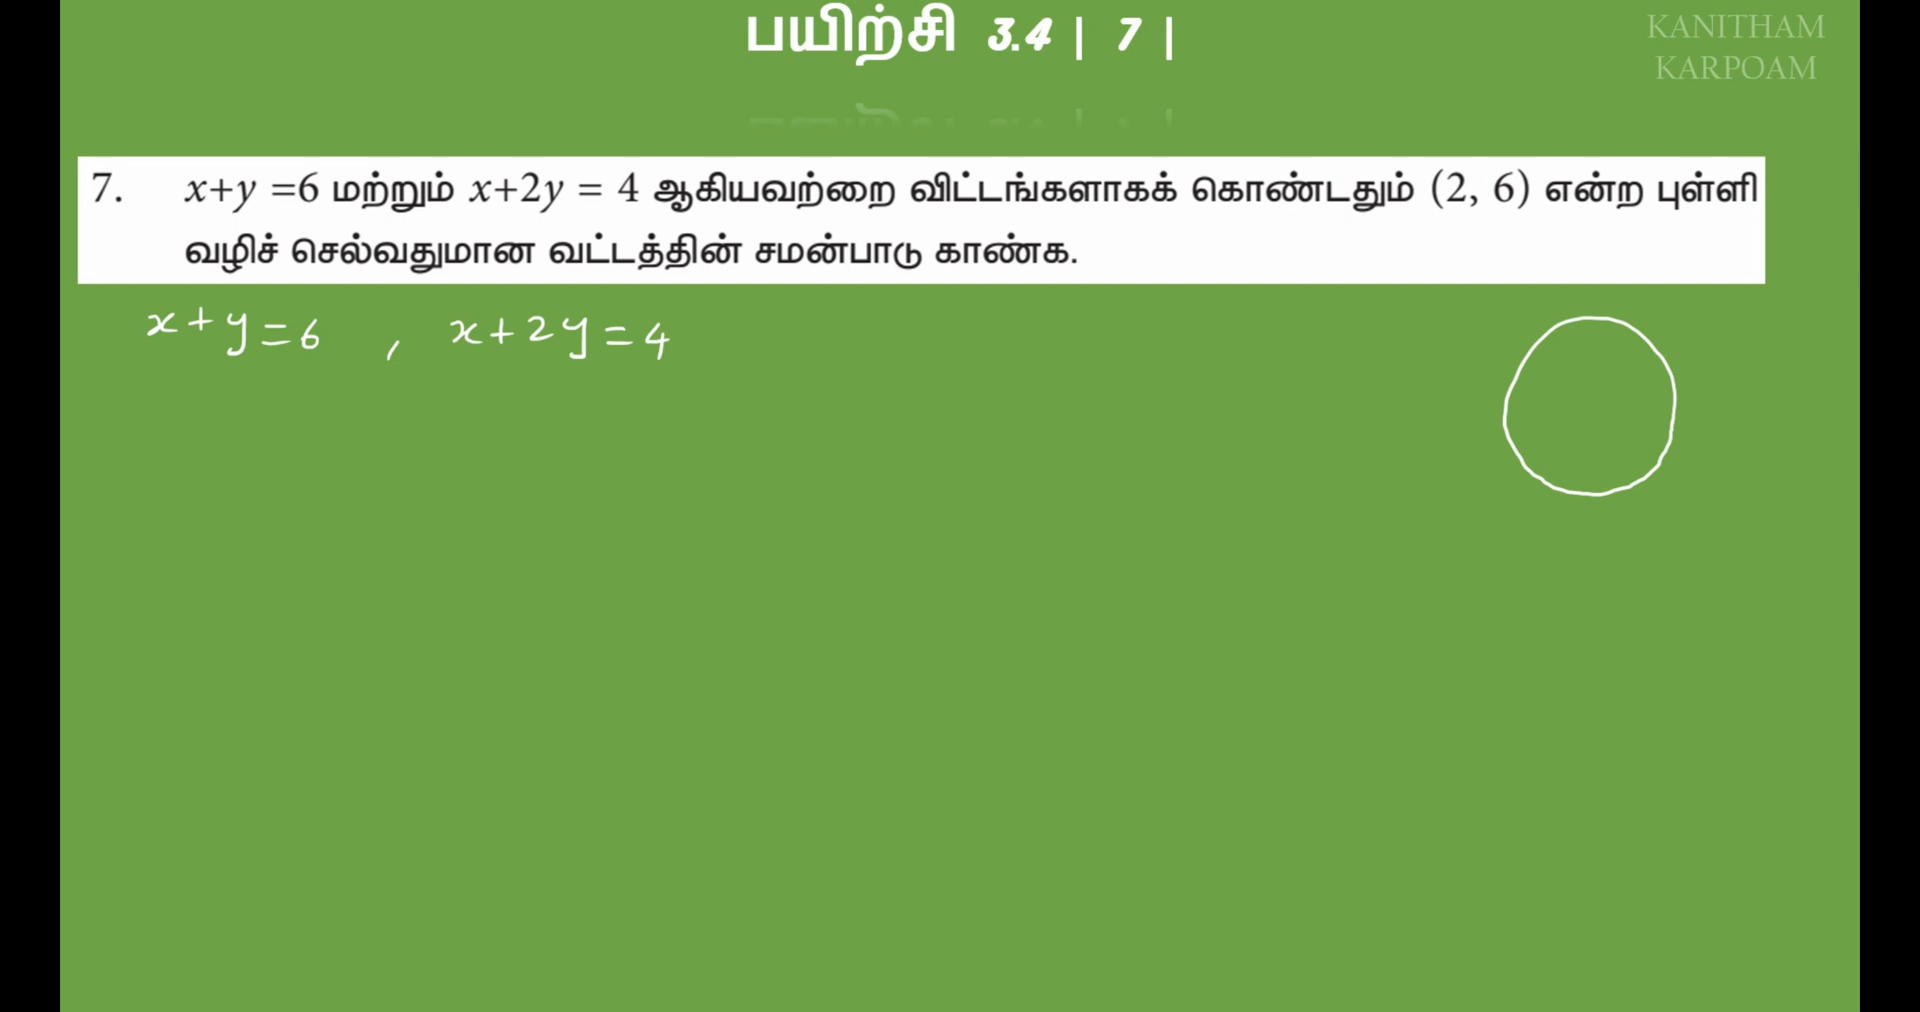 பயிற்சி 3.4 | 7 |
KANITHAM
KARPOAM
7. x+y =6 மற்றும் x+2y = 4 ஆகியவற்றை விட்டங்களாகக் கொண்டதும் (2, 6) என்ற புள்ளி
வழிச் செல்வதுமான வட்டத்தின் சமன்பாடு காண்க.
x+y=6 , x+2y=4